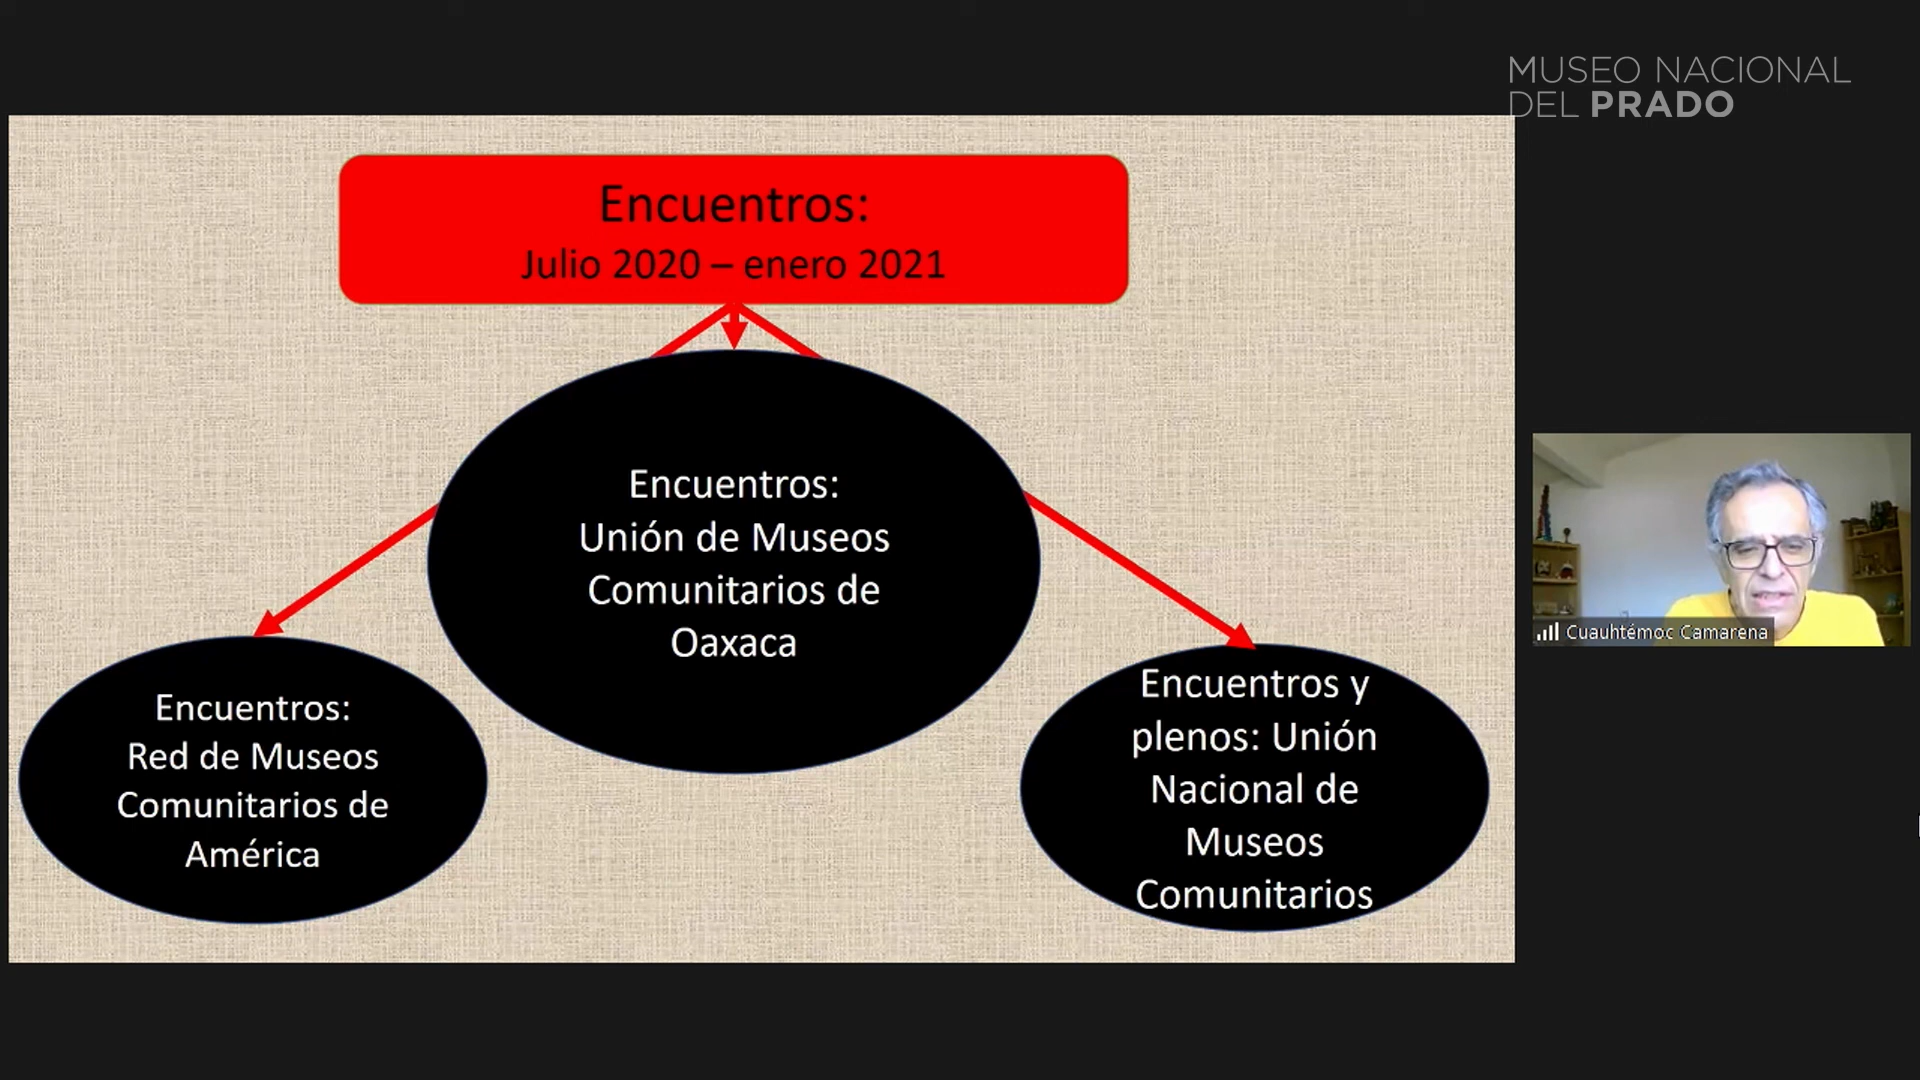 MUSEO NACIONAL
DEL PRADO
Encuentros:
Julio 2020 – enero 2021
Encuentros:
Unión de Museos
Comunitarios de
Oaxaca
Encuentros:
Red de Museos
Comunitarios de
América
Encuentros y
plenos: Unión
Nacional de
Museos
Comunitarios
Cuauhtémoc Camarena